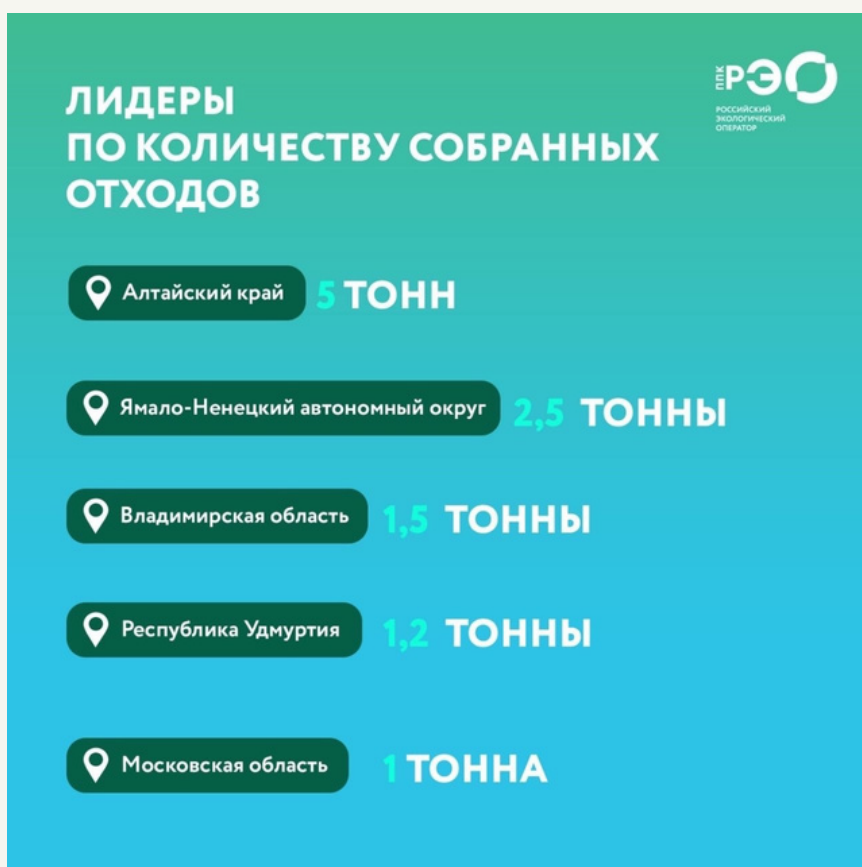 ЛИДЕРЫ
ПО КОЛИЧЕСТВУ СОБРАННЫХ
ОТХОДОВ
ППК РЭО
РОССИЙСКИЙ
ЭКОЛОГИЧЕСКИЙ
ОПЕРАТОР
Алтайский край 5 ТОНН
Ямало-Ненецкий автономный округ 2,5 ТОННЫ
Владимирская область 1,5 ТОННЫ
Республика Удмуртия 1,2 ТОННЫ
Московская область 1 ТОННА